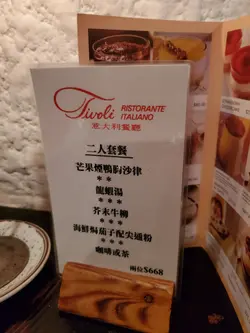 Tivoli
RISTORANTE
ITALIANO
意大利餐廳
二人套餐
芒果煙鴨胸沙律
**
龍蝦湯
***
芥末牛柳
***
海鮮焗茄子配尖通粉
***
咖啡或茶
兩位$668